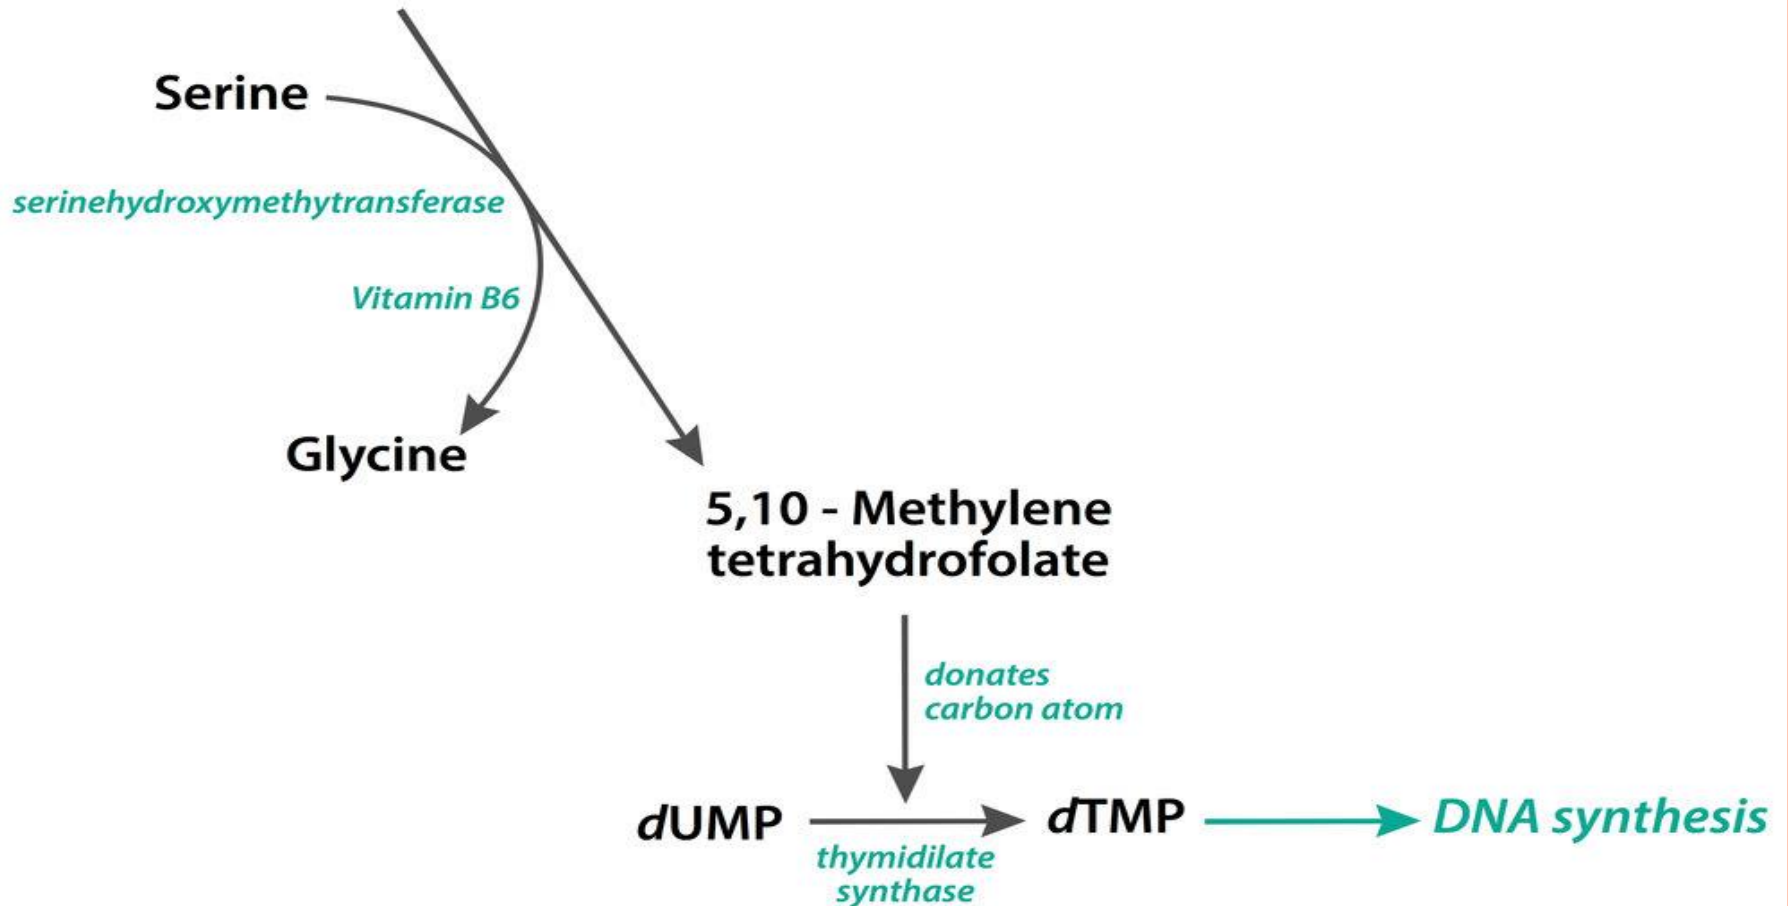 Serine
serinehydroxymethytransferase
Vitamin B6
Glycine
5,10 - Methylene
tetrahydrofolate
donates
carbon atom
dUMP
thymidilate
synthase
dTMP
DNA synthesis